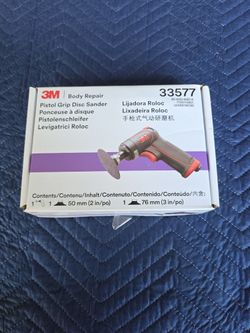 3M Body Repair 33577
Pistol Grip Disc Sander
Ponceuse à disque
Pistolenschleifer
Levigatrici Roloc
Lijadora Roloc
Lixadeira Roloc
手枪式气动研磨机
Contents/Contenu/Inhalt/Contenuto/Contenido/Conteúdo/内含:
1 1 50 mm (2 in/po) 1 76 mm (3 in/po)